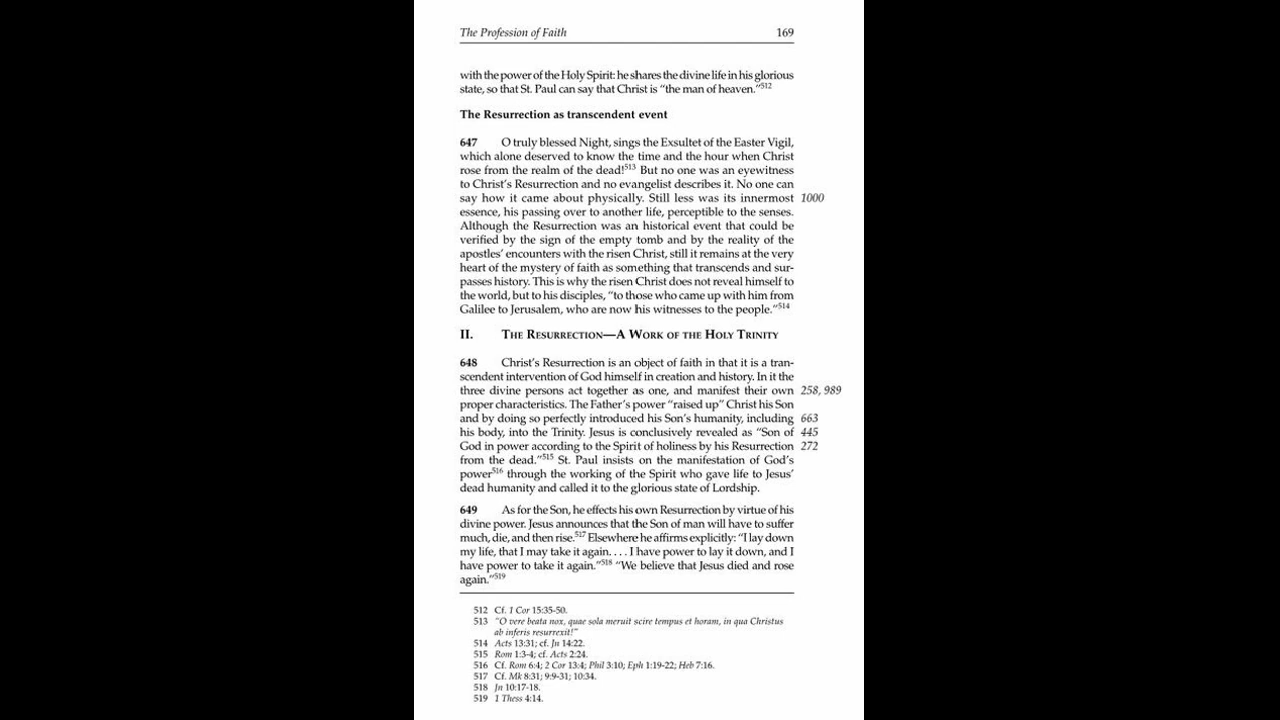 The Profession of Faith 169
with the power of the Holy Spirit: he shares the divine life in his glorious
state, so that St. Paul can say that Christ is “the man of heaven.”512
The Resurrection as transcendent event
647 O truly blessed Night, sings the Exsultet of the Easter Vigil,
which alone deserved to know the time and the hour when Christ
rose from the realm of the dead!513 But no one was an eyewitness
to Christ’s Resurrection and no evangelist describes it. No one can
say how it came about physically. Still less was its innermost 1000
essence, his passing over to another life, perceptible to the senses.
Although the Resurrection was an historical event that could be
verified by the sign of the empty tomb and by the reality of the
apostles’ encounters with the risen Christ, still it remains at the very
heart of the mystery of faith as something that transcends and sur-
passes history. This is why the risen Christ does not reveal himself to
the world, but to his disciples, “to those who came up with him from
Galilee to Jerusalem, who are now his witnesses to the people.”514
II. THE RESURRECTION—A WORK OF THE HOLY TRINITY
648 Christ’s Resurrection is an object of faith in that it is a tran-
scendent intervention of God himself in creation and history. In it the
three divine persons act together as one, and manifest their own 258, 989
proper characteristics. The Father’s power “raised up” Christ his Son
and by doing so perfectly introduced his Son’s humanity, including 663
his body, into the Trinity. Jesus is conclusively revealed as “Son of 445
God in power according to the Spirit of holiness by his Resurrection 272
from the dead.”515 St. Paul insists on the manifestation of God’s
power516 through the working of the Spirit who gave life to Jesus’
dead humanity and called it to the glorious state of Lordship.
649 As for the Son, he effects his own Resurrection by virtue of his
divine power. Jesus announces that the Son of man will have to suffer
much, die, and then rise.517 Elsewhere he affirms explicitly: “I lay down
my life, that I may take it again. . . . I have power to lay it down, and I
have power to take it again.”518 “We believe that Jesus died and rose
again.”519
512 Cf. 1 Cor 15:35-50.
513 “O vere beata nox, quae sola meruit scire tempus et horam, in qua Christus
ab inferis resurrexit!”
514 Acts 13:31; cf. Jn 14:22.
515 Rom 1:3-4; cf. Acts 2:24.
516 Cf. Rom 6:4; 2 Cor 13:4; Phil 3:10; Eph 1:19-22; Heb 7:16.
517 Cf. Mk 8:31; 9:9-31; 10:34.
518 Jn 10:17-18.
519 1 Thess 4:14.